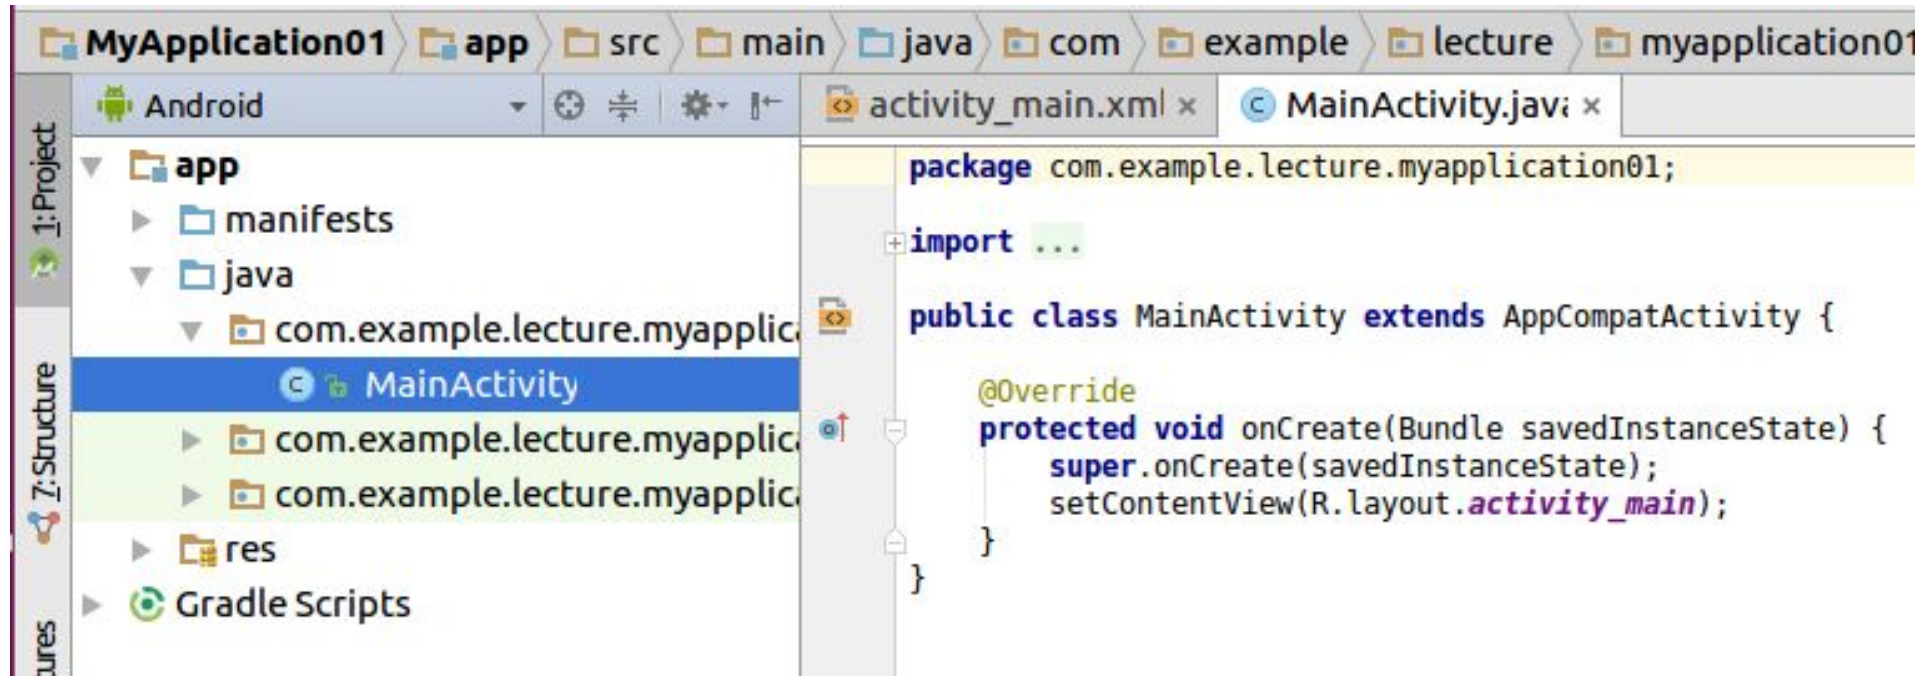 MyApplication01 app src main java com example lecture myapplication01
Android
activity_main.xml MainActivity.java
1: Project
7: Structure
app
manifests
java
com.example.lecture.myapplica
MainActivity
com.example.lecture.myapplica
com.example.lecture.myapplica
res
Gradle Scripts
package com.example.lecture.myapplication01;
import ...
public class MainActivity extends AppCompatActivity {
@Override
protected void onCreate(Bundle savedInstanceState) {
super.onCreate(savedInstanceState);
setContentView(R.layout.activity_main);
}
}